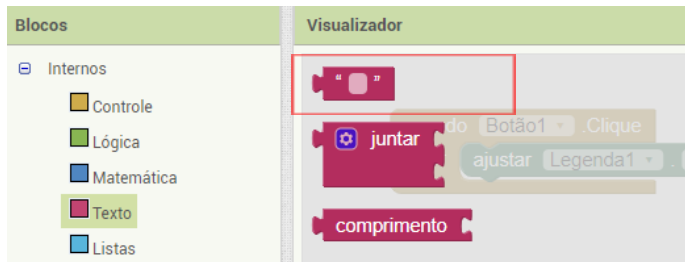 Blocos
Visualizador
Internos
Controle
Lógica
Matemática
Texto
Listas
“ ”
juntar
comprimento
do Botão1 .Clique
ajustar Legenda1 .